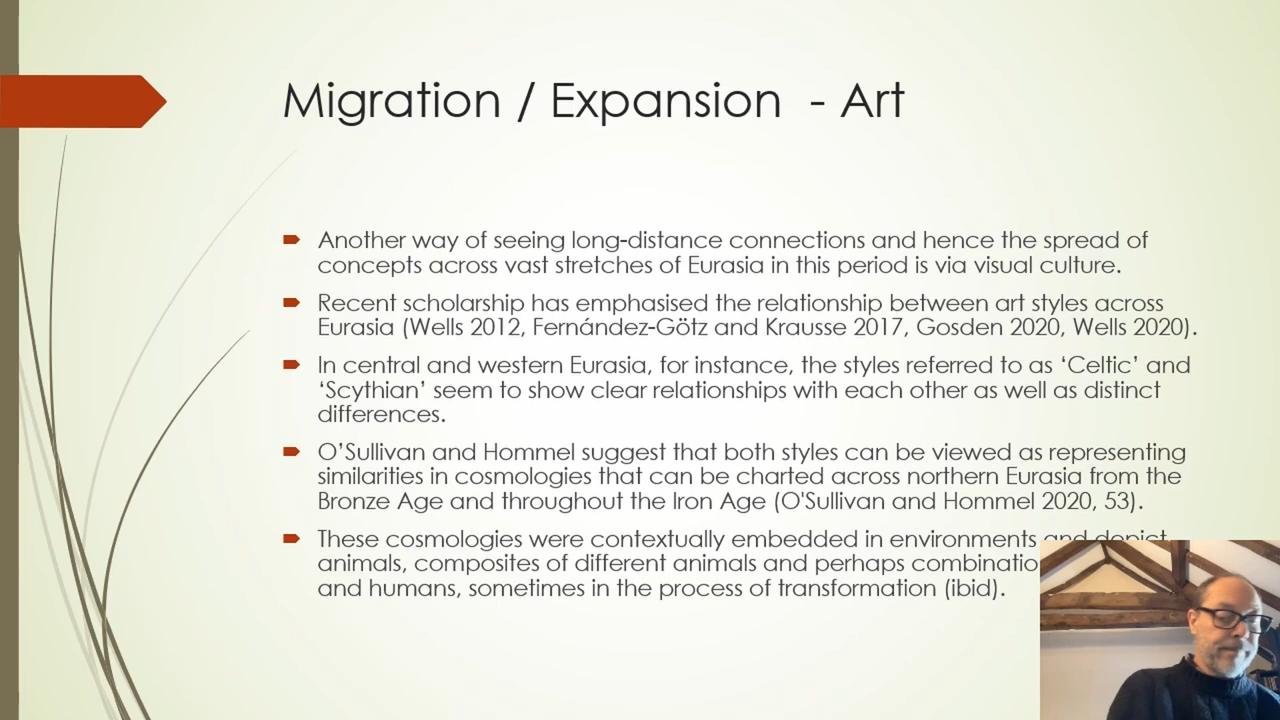 Migration / Expansion - Art
Another way of seeing long-distance connections and hence the spread of
concepts across vast stretches of Eurasia in this period is via visual culture.
Recent scholarship has emphasised the relationship between art styles across
Eurasia (Wells 2012, Fernández-Götz and Krausse 2017, Gosden 2020, Wells 2020).
In central and western Eurasia, for instance, the styles referred to as ‘Celtic’ and
‘Scythian’ seem to show clear relationships with each other as well as distinct
differences.
O’Sullivan and Hommel suggest that both styles can be viewed as representing
similarities in cosmologies that can be charted across northern Eurasia from the
Bronze Age and throughout the Iron Age (O'Sullivan and Hommel 2020, 53).
These cosmologies were contextually embedded in environments and depict
animals, composites of different animals and perhaps
and humans, sometimes in the process of transformation (ibid).